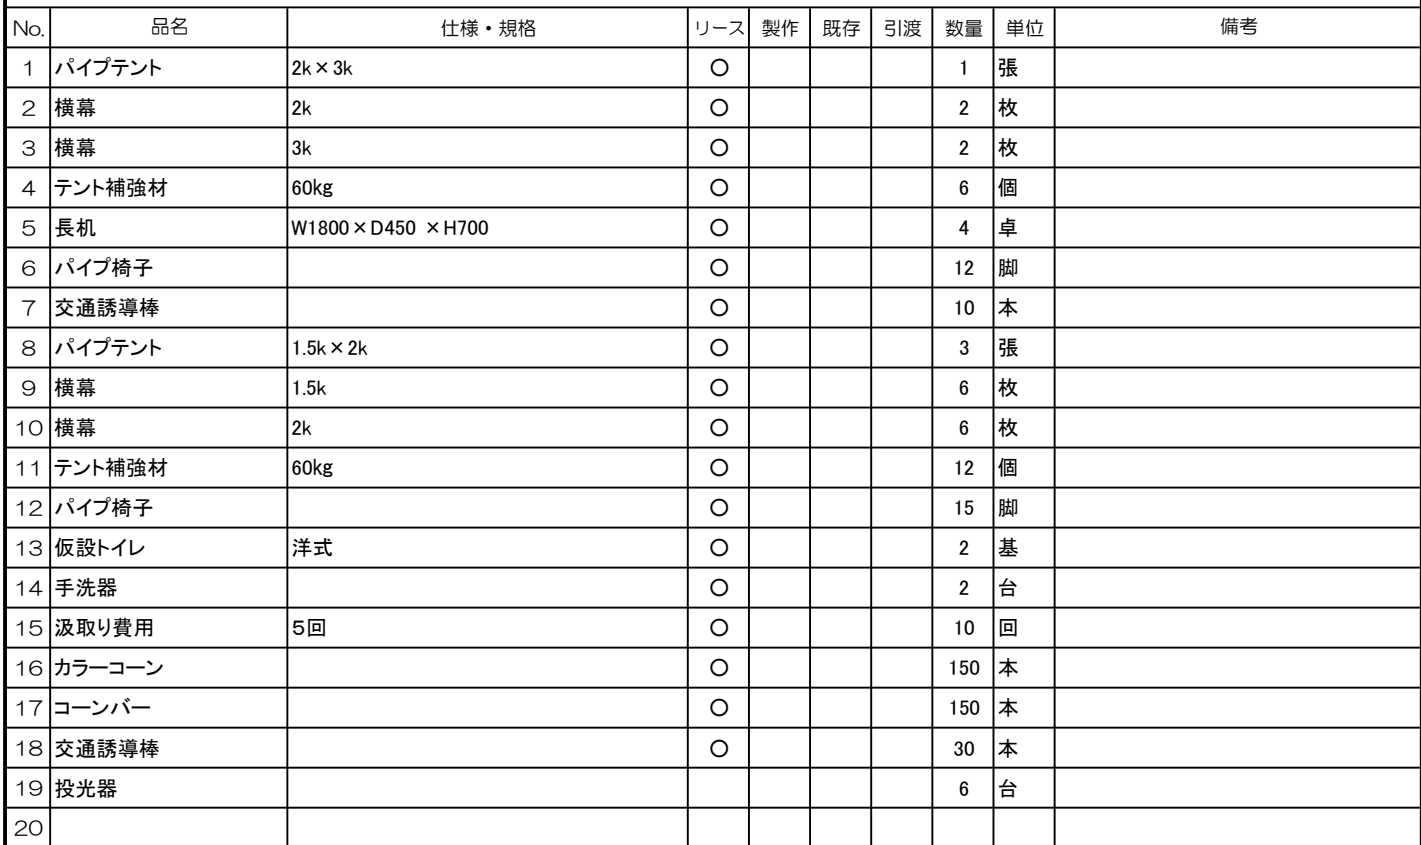 No. 品名 仕様・規格 リース 製作 既存 引渡 数量 単位 備考
1 パイプテント 2k×3k ○ 1 張
2 横幕 2k ○ 2 枚
3 横幕 3k ○ 2 枚
4 テント補強材 60kg ○ 6 個
5 長机 W1800×D450 ×H700 ○ 4 卓
6 パイプ椅子 ○ 12 脚
7 交通誘導棒 ○ 10 本
8 パイプテント 1.5k×2k ○ 3 張
9 横幕 1.5k ○ 6 枚
10 横幕 2k ○ 6 枚
11 テント補強材 60kg ○ 12 個
12 パイプ椅子 ○ 15 脚
13 仮設トイレ 洋式 ○ 2 基
14 手洗器 ○ 2 台
15 汲取り費用 5回 ○ 10 回
16 カラーコーン ○ 150 本
17 コーンバー ○ 150 本
18 交通誘導棒 ○ 30 本
19 投光器 6 台
20